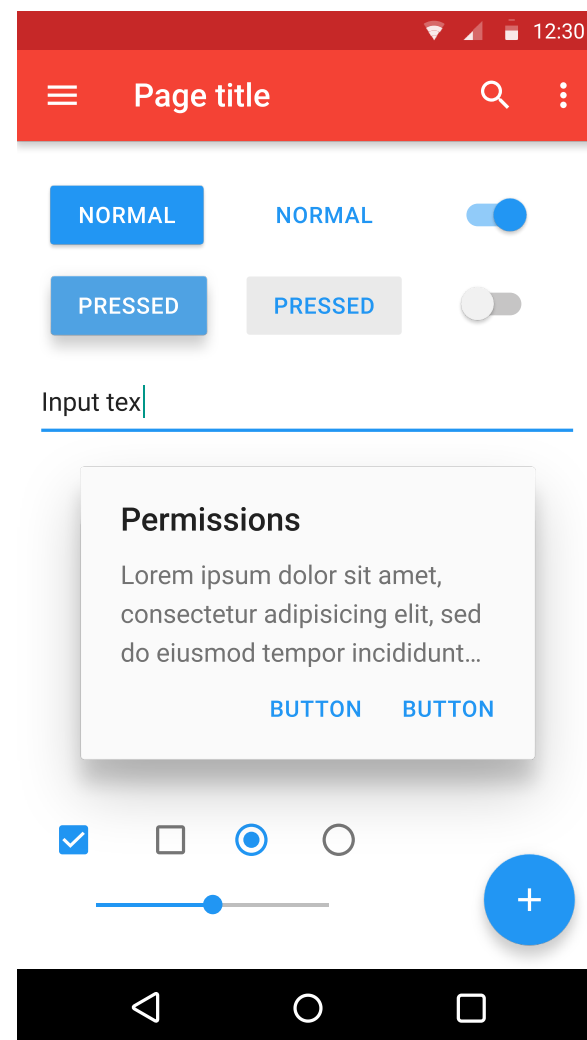 12:30
Page title
NORMAL NORMAL
PRESSED PRESSED
Input tex
Permissions
Lorem ipsum dolor sit amet,
consectetur adipisicing elit, sed
do eiusmod tempor incididunt…
BUTTON BUTTON